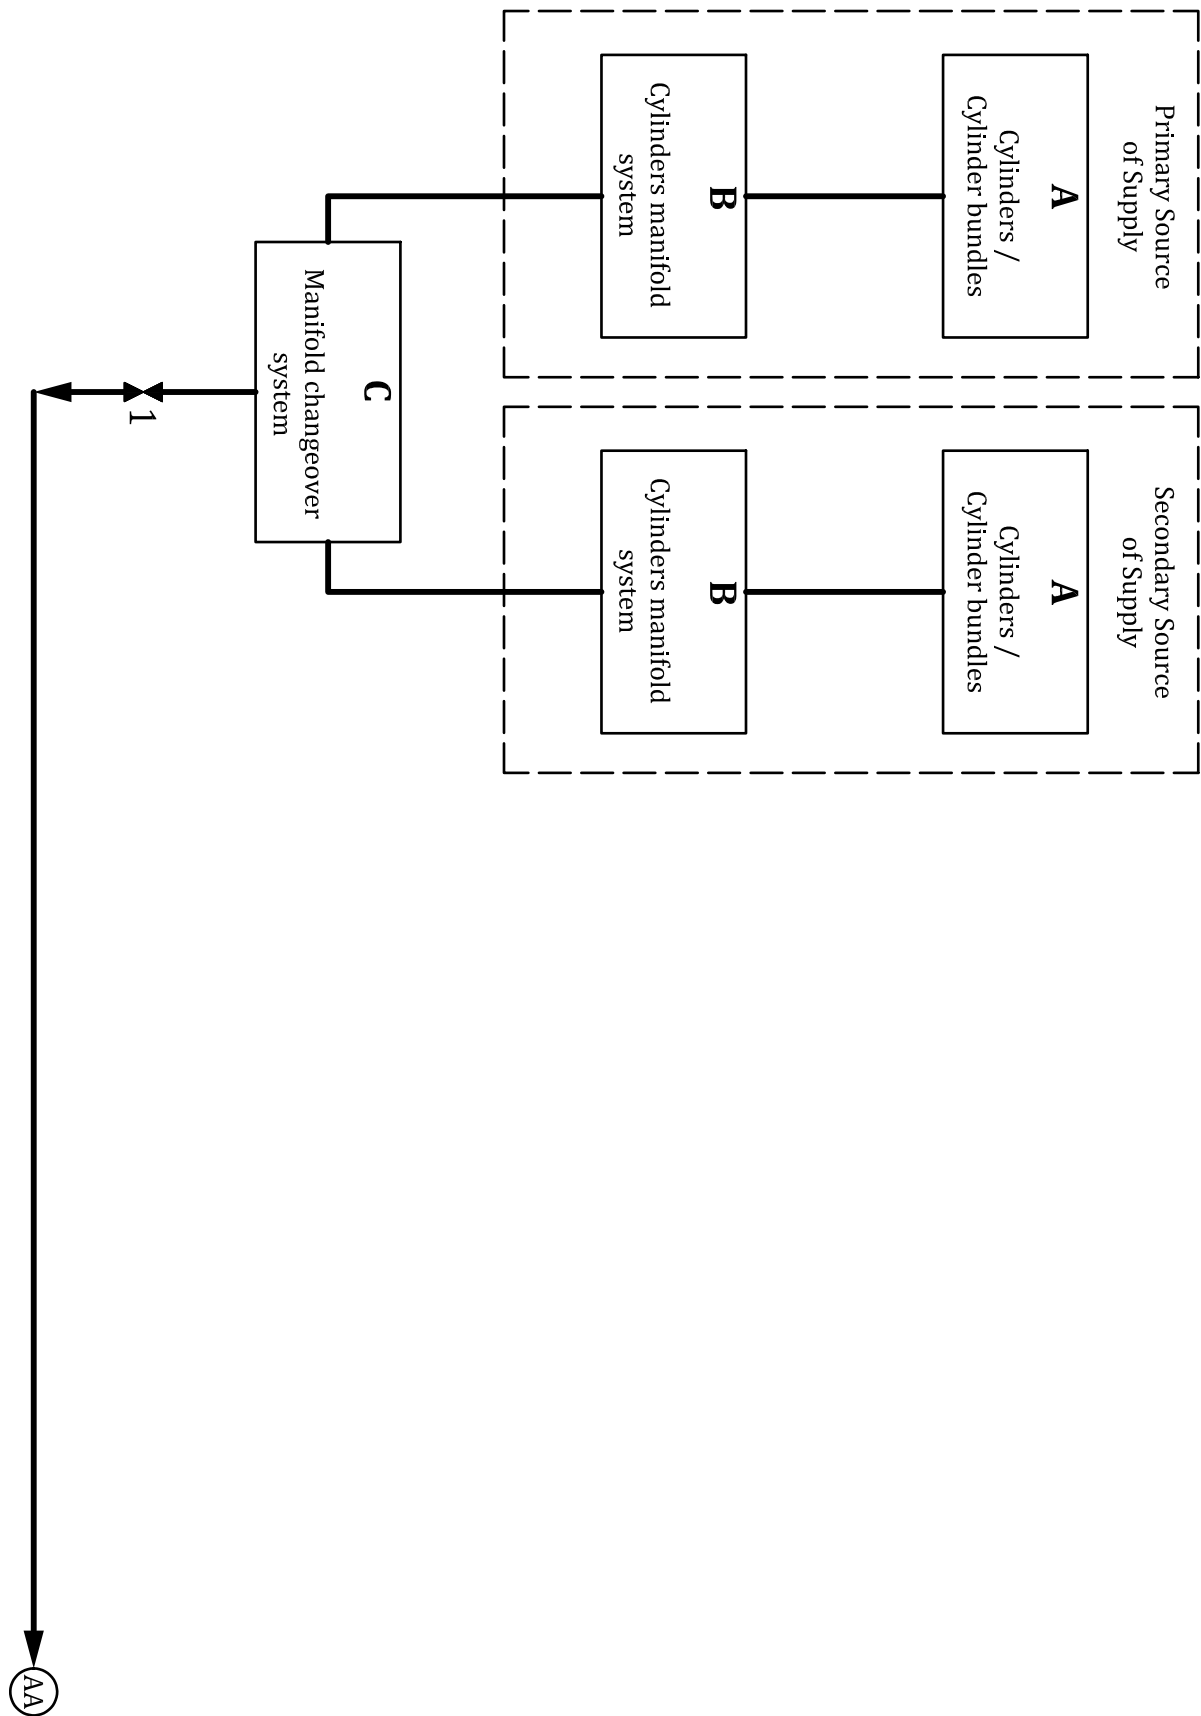 Primary Source
of Supply
A
Cylinders /
Cylinder bundles
B
Cylinders manifold
system
Secondary Source
of Supply
A
Cylinders /
Cylinder bundles
B
Cylinders manifold
system
C
Manifold changeover
system
1
AA